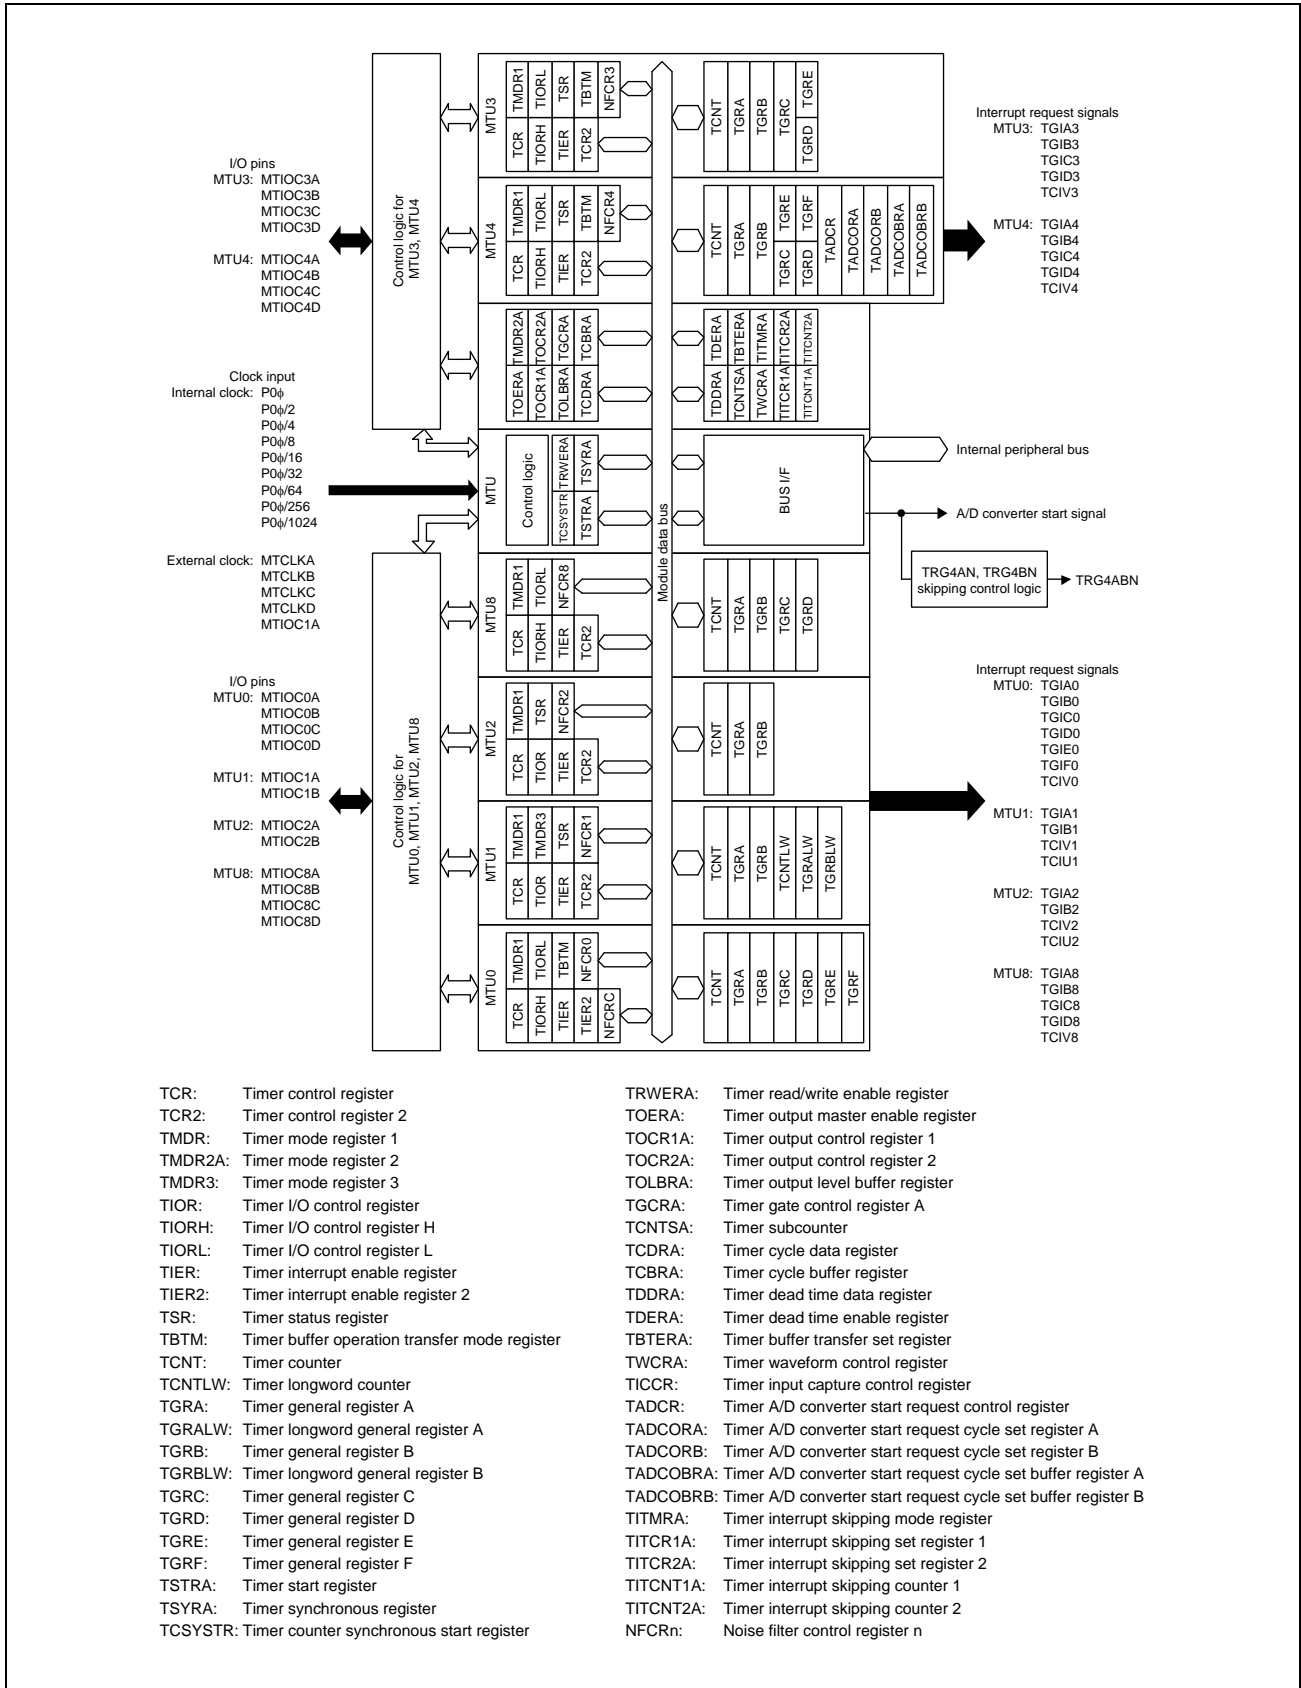 I/O pins
MTU3: MTIOC3A
MTIOC3B
MTIOC3C
MTIOC3D
MTU4: MTIOC4A
MTIOC4B
MTIOC4C
MTIOC4D
Clock input
Internal clock: P0ϕ
P0ϕ/2
P0ϕ/4
P0ϕ/8
P0ϕ/16
P0ϕ/32
P0ϕ/64
P0ϕ/256
P0ϕ/1024
External clock: MTCLKA
MTCLKB
MTCLKC
MTCLKD
MTIOC1A
I/O pins
MTU0: MTIOC0A
MTIOC0B
MTIOC0C
MTIOC0D
MTU1: MTIOC1A
MTIOC1B
MTU2: MTIOC2A
MTIOC2B
MTU8: MTIOC8A
MTIOC8B
MTIOC8C
MTIOC8D
Control logic for
MTU3, MTU4
Control logic for
MTU0, MTU1, MTU2, MTU8
MTU3
TMDR1
TIORL
TSR
TBTM
NFCR3
TCR
TIORH
TIER
TCR2
TCNT
TGRA
TGRB
TGRC
TGRE
TGRD
MTU4
TMDR1
TIORL
TSR
TBTM
NFCR4
TCR
TIORH
TIER
TCR2
TCNT
TGRA
TGRB
TGRE
TGRF
TGRC
TGRD
TADCR
TADCORA
TADCORB
TADCOBRA
TADCOBRB
TMDR2A
TOCR2A
TGCRA
TCBRA
TOERA
TOCR1A
TOLBRA
TCDRA
TDERA
TBTERA
TITMRA
TITCR2A
TITCNT2A
TDDRA
TCNTSA
TWCRA
TITCR1A
TITCNT1A
MTU
Control logic
TRWERA
TSYRA
TCSYSTR
TSTRA
Module data bus
BUS I/F
MTU8
TMDR1
TIORL
NFCR8
TCR
TIORH
TIER
TCR2
TCNT
TGRA
TGRB
TGRC
TGRD
MTU2
TMDR1
TSR
NFCR2
TCR
TIOR
TIER
TCR2
TCNT
TGRA
TGRB
MTU1
TMDR1
TMDR3
TSR
NFCR1
TCR
TIOR
TIER
TCR2
TCNT
TGRA
TGRB
TCNTLW
TGRALW
TGRBLW
MTU0
TMDR1
TIORL
TBTM
NFCR0
TCR
TIORH
TIER
TIER2
NFCRC
TCNT
TGRA
TGRB
TGRC
TGRD
TGRE
TGRF
Interrupt request signals
MTU3: TGIA3
TGIB3
TGIC3
TGID3
TCIV3
MTU4: TGIA4
TGIB4
TGIC4
TGID4
TCIV4
Internal peripheral bus
A/D converter start signal
TRG4AN, TRG4BN
skipping control logic
TRG4ABN
Interrupt request signals
MTU0: TGIA0
TGIB0
TGIC0
TGID0
TGIE0
TGIF0
TCIV0
MTU1: TGIA1
TGIB1
TCIV1
TCIU1
MTU2: TGIA2
TGIB2
TCIV2
TCIU2
MTU8: TGIA8
TGIB8
TGIC8
TGID8
TCIV8
TCR: Timer control register
TCR2: Timer control register 2
TMDR: Timer mode register 1
TMDR2A: Timer mode register 2
TMDR3: Timer mode register 3
TIOR: Timer I/O control register
TIORH: Timer I/O control register H
TIORL: Timer I/O control register L
TIER: Timer interrupt enable register
TIER2: Timer interrupt enable register 2
TSR: Timer status register
TBTM: Timer buffer operation transfer mode register
TCNT: Timer counter
TCNTLW: Timer longword counter
TGRA: Timer general register A
TGRALW: Timer longword general register A
TGRB: Timer general register B
TGRBLW: Timer longword general register B
TGRC: Timer general register C
TGRD: Timer general register D
TGRE: Timer general register E
TGRF: Timer general register F
TSTRA: Timer start register
TSYRA: Timer synchronous register
TCSYSTR: Timer counter synchronous start register
TRWERA: Timer read/write enable register
TOERA: Timer output master enable register
TOCR1A: Timer output control register 1
TOCR2A: Timer output control register 2
TOLBRA: Timer output level buffer register
TGCRA: Timer gate control register A
TCNTSA: Timer subcounter
TCDRA: Timer cycle data register
TCBRA: Timer cycle buffer register
TDDRA: Timer dead time data register
TDERA: Timer dead time enable register
TBTERA: Timer buffer transfer set register
TWCRA: Timer waveform control register
TICCR: Timer input capture control register
TADCR: Timer A/D converter start request control register
TADCORA: Timer A/D converter start request cycle set register A
TADCORB: Timer A/D converter start request cycle set register B
TADCOBRA: Timer A/D converter start request cycle set buffer register A
TADCOBRB: Timer A/D converter start request cycle set buffer register B
TITMRA: Timer interrupt skipping mode register
TITCR1A: Timer interrupt skipping set register 1
TITCR2A: Timer interrupt skipping set register 2
TITCNT1A: Timer interrupt skipping counter 1
TITCNT2A: Timer interrupt skipping counter 2
NFCRn: Noise filter control register n